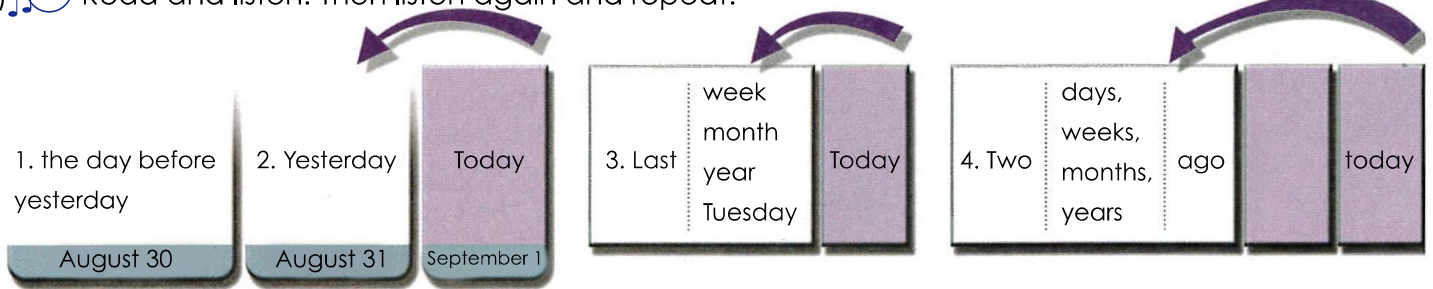 Read and listen. Then listen again and repeat.
1. the day before
yesterday
August 30
2. Yesterday
August 31
Today
September 1
3. Last
week
month
year
Tuesday
Today
4. Two
days,
weeks,
months,
years
ago
today